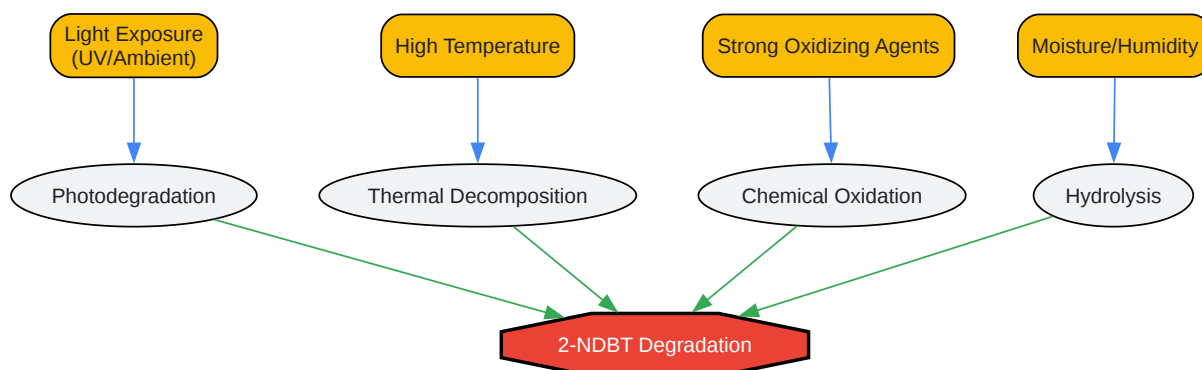 Light Exposure
(UV/Ambient)
High Temperature
Strong Oxidizing Agents
Moisture/Humidity
Photodegradation
Thermal Decomposition
Chemical Oxidation
Hydrolysis
2-NDBT Degradation